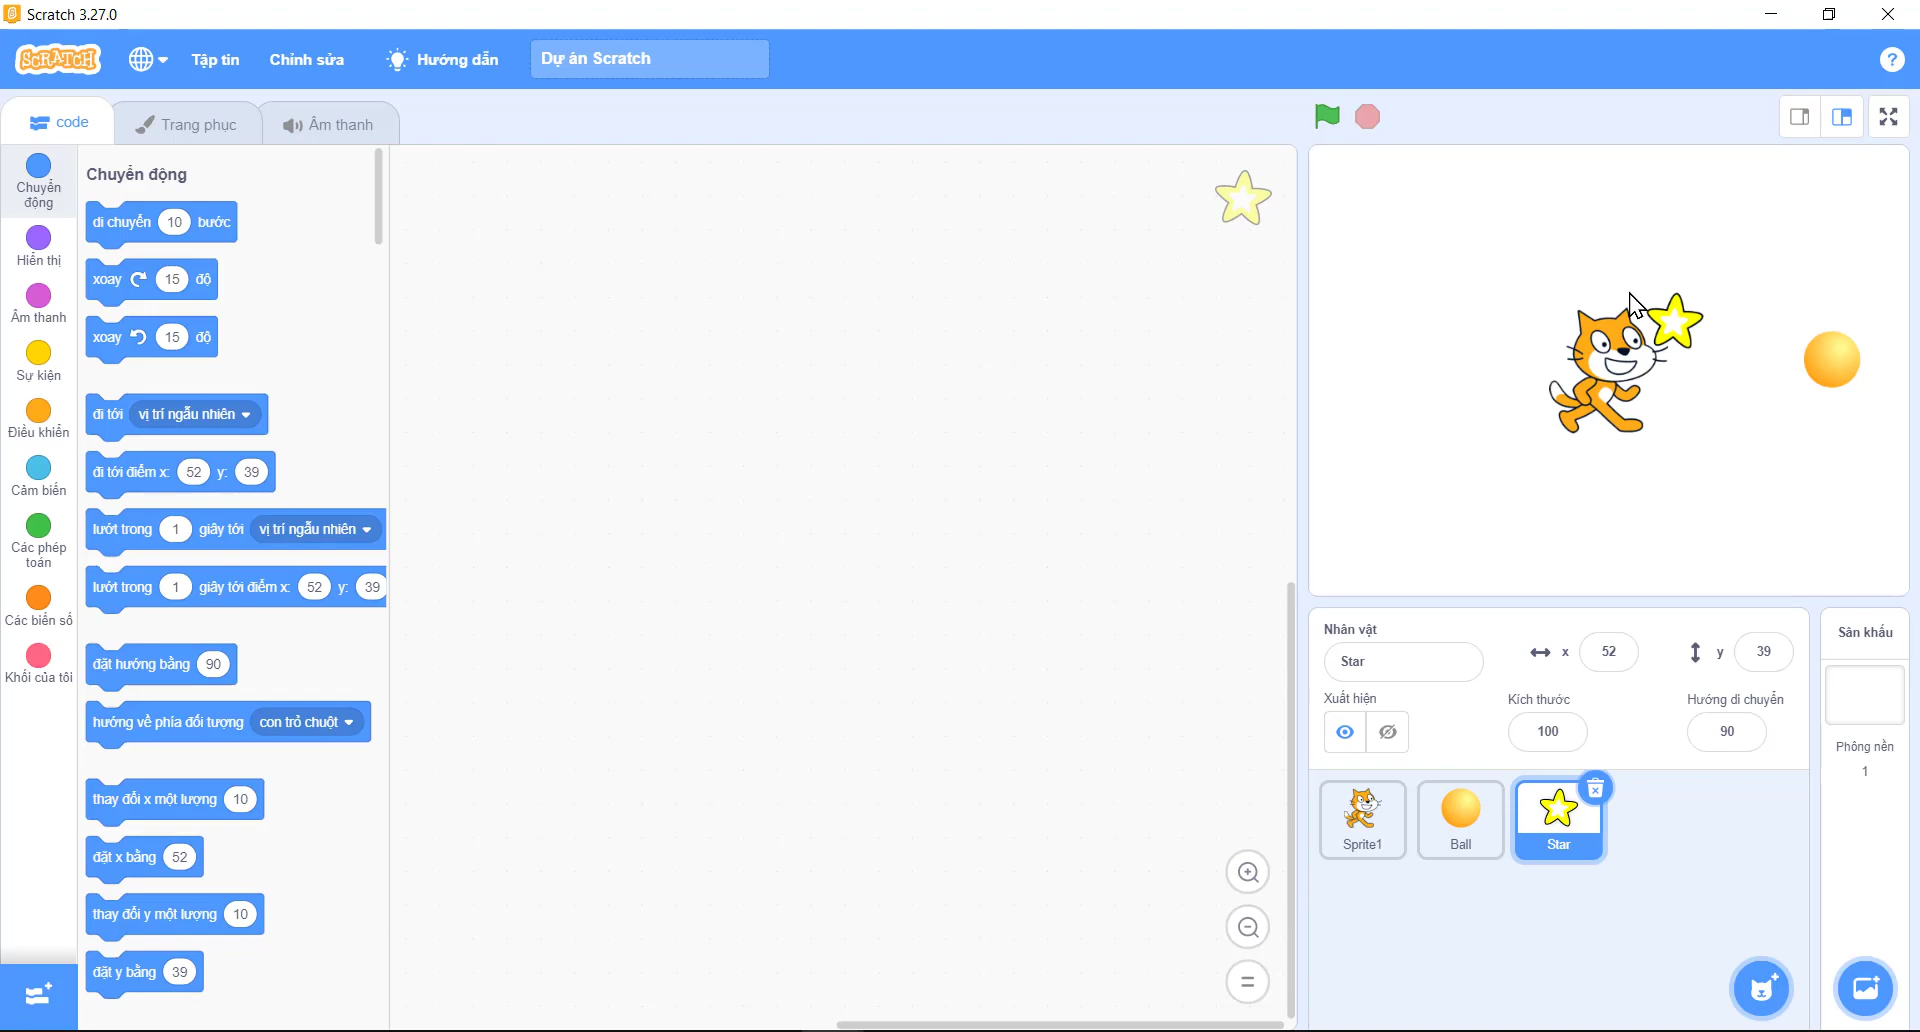 Scratch 3.27.0
SCRATCH
Tập tin
Chỉnh sửa
Hướng dẫn
Dự án Scratch
?
code
Trang phục
Âm thanh
Chuyển động
Hiển thị
Âm thanh
Sự kiện
Điều khiển
Cảm biến
Các phép toán
Các biến số
Khối của tôi
Chuyển động
di chuyển 10 bước
xoay 15 độ
xoay 15 độ
đi tới vị trí ngẫu nhiên
đi tới điểm x: 52 y: 39
lướt trong 1 giây tới vị trí ngẫu nhiên
lướt trong 1 giây tới điểm x: 52 y: 39
đặt hướng bằng 90
hướng về phía đối tượng con trỏ chuột
thay đổi x một lượng 10
đặt x bằng 52
thay đổi y một lượng 10
đặt y bằng 39
Nhân vật
Star
x 52
y 39
Xuất hiện
Kích thước
100
Hướng di chuyển
90
Sprite1
Ball
Star
Sân khấu
Phông nền
1